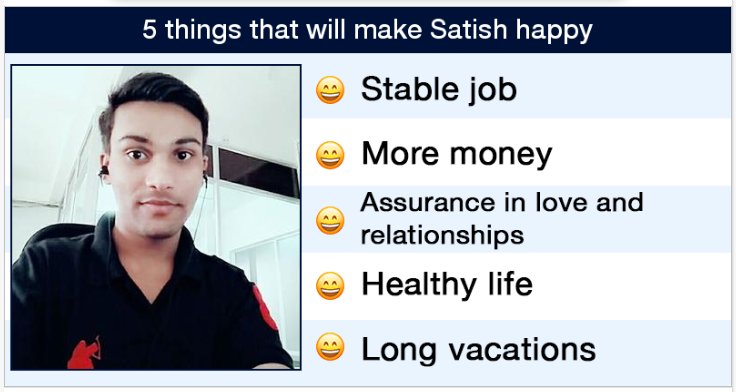 5 things that will make Satish happy
Stable job
More money
Assurance in love and
relationships
Healthy life
Long vacations